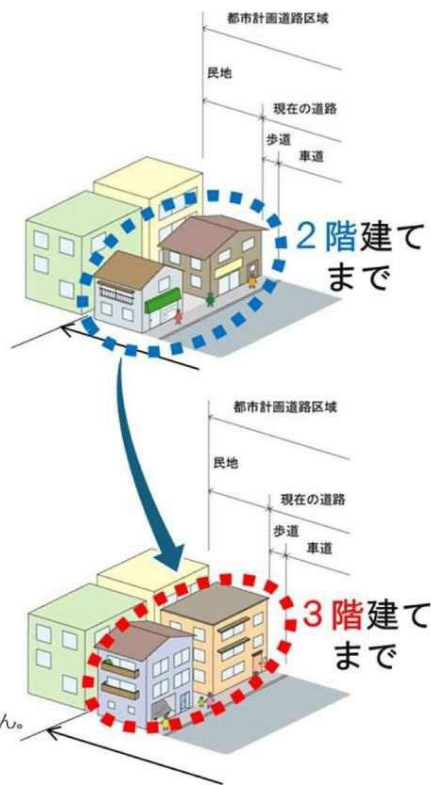 都市計画道路区域
民地
現在の道路
歩道
車道
2階建て
まで
都市計画道路区域
民地
現在の道路
歩道
車道
3階建て
まで
ん。